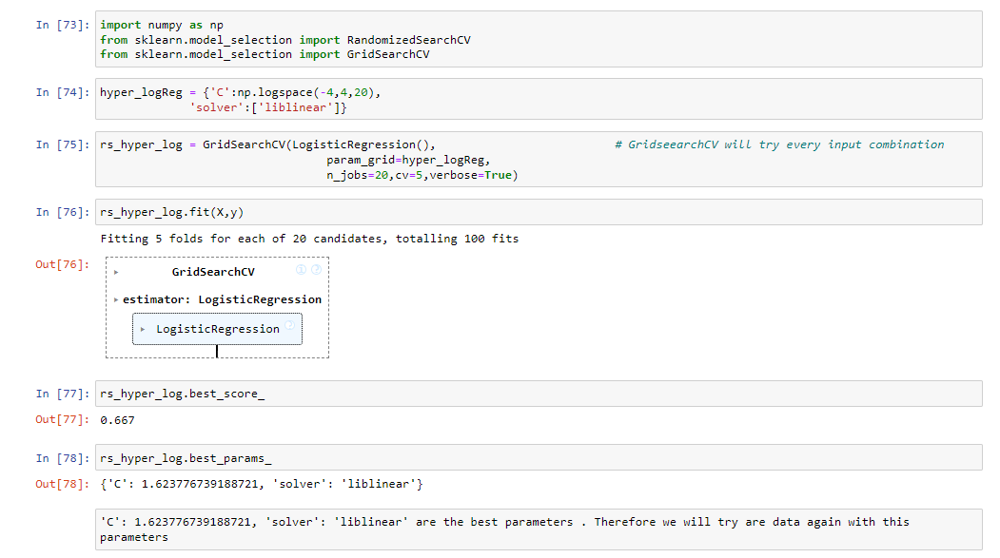 In [73]: import numpy as np
from sklearn.model_selection import RandomizedSearchCV
from sklearn.model_selection import GridSearchCV
In [74]: hyper_logReg = {'C':np.logspace(-4,4,20),
'solver':['liblinear']}
In [75]: rs_hyper_log = GridSearchCV(LogisticRegression(), # GridseearchCV will try every input combination
param_grid=hyper_logReg,
n_jobs=20,cv=5,verbose=True)
In [76]: rs_hyper_log.fit(X,y)
Fitting 5 folds for each of 20 candidates, totalling 100 fits
Out[76]:
GridSearchCV
estimator: LogisticRegression
LogisticRegression
In [77]: rs_hyper_log.best_score_
Out[77]: 0.667
In [78]: rs_hyper_log.best_params_
Out[78]: {'C': 1.623776739188721, 'solver': 'liblinear'}
'C': 1.623776739188721, 'solver': 'liblinear' are the best parameters . Therefore we will try are data again with this
parameters